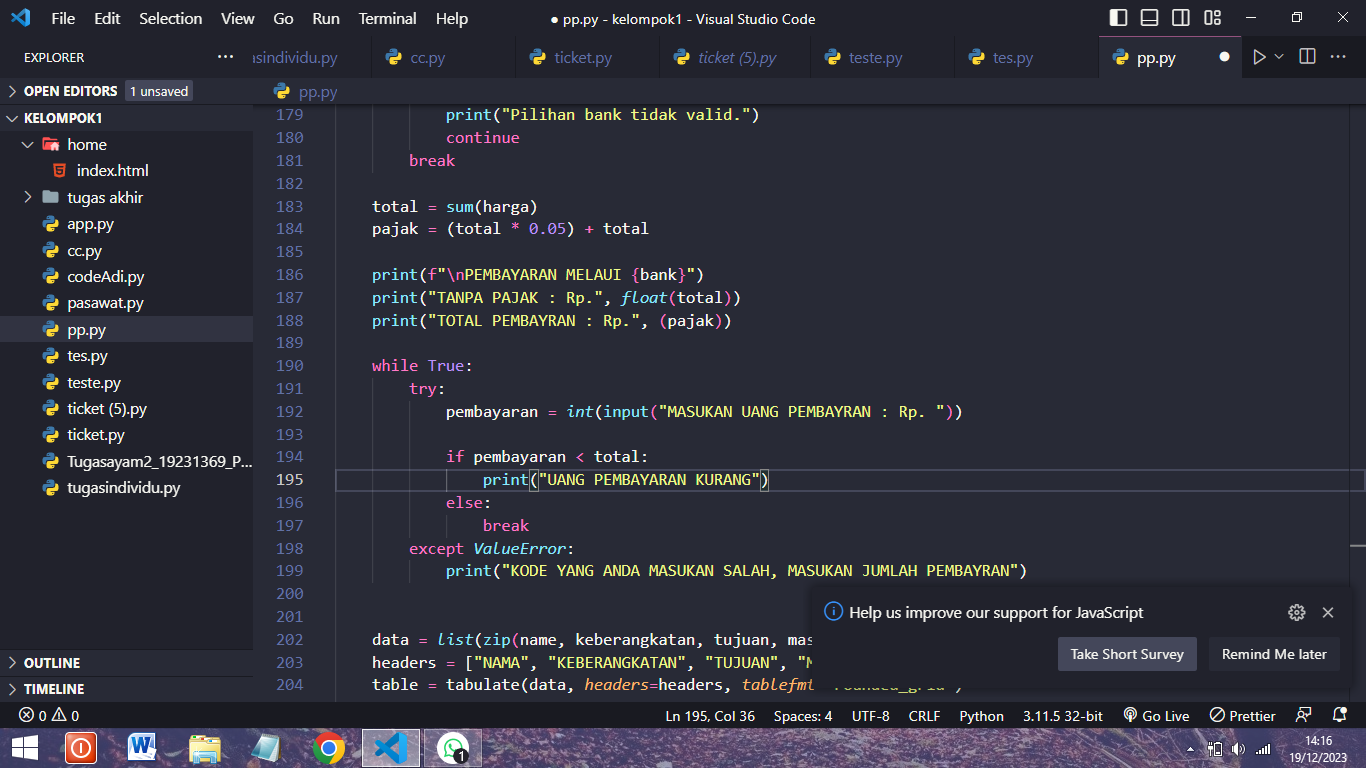 File Edit Selection View Go Run Terminal Help
● pp.py - kelompok1 - Visual Studio Code
EXPLORER
isindividu.py cc.py ticket.py ticket (5).py teste.py tes.py pp.py
OPEN EDITORS 1 unsaved
KELOMPOK1
home
index.html
tugas akhir
app.py
cc.py
codeAdi.py
pasawat.py
pp.py
tes.py
teste.py
ticket (5).py
ticket.py
Tugasayam2_19231369_P...
tugasindividu.py
OUTLINE
TIMELINE
pp.py
179 print("Pilihan bank tidak valid.")
180 continue
181 break
182
183 total = sum(harga)
184 pajak = (total * 0.05) + total
185
186 print(f"\nPEMBAYARAN MELAUI {bank}")
187 print("TANPA PAJAK : Rp.", float(total))
188 print("TOTAL PEMBAYRAN : Rp.", (pajak))
189
190 while True:
191 try:
192 pembayaran = int(input("MASUKAN UANG PEMBAYRAN : Rp. "))
193
194 if pembayaran < total:
195 print("UANG PEMBAYARAN KURANG")
196 else:
197 break
198 except ValueError:
199 print("KODE YANG ANDA MASUKAN SALAH, MASUKAN JUMLAH PEMBAYRAN")
200
201
202 data = list(zip(name, keberangkatan, tujuan, mas
203 headers = ["NAMA", "KEBERANGKATAN", "TUJUAN", "M
204 table = tabulate(data, headers=headers, tablefmt
Help us improve our support for JavaScript
Take Short Survey Remind Me later
0 0
Ln 195, Col 36 Spaces: 4 UTF-8 CRLF Python 3.11.5 32-bit Go Live Prettier
1
14:16
19/12/2023